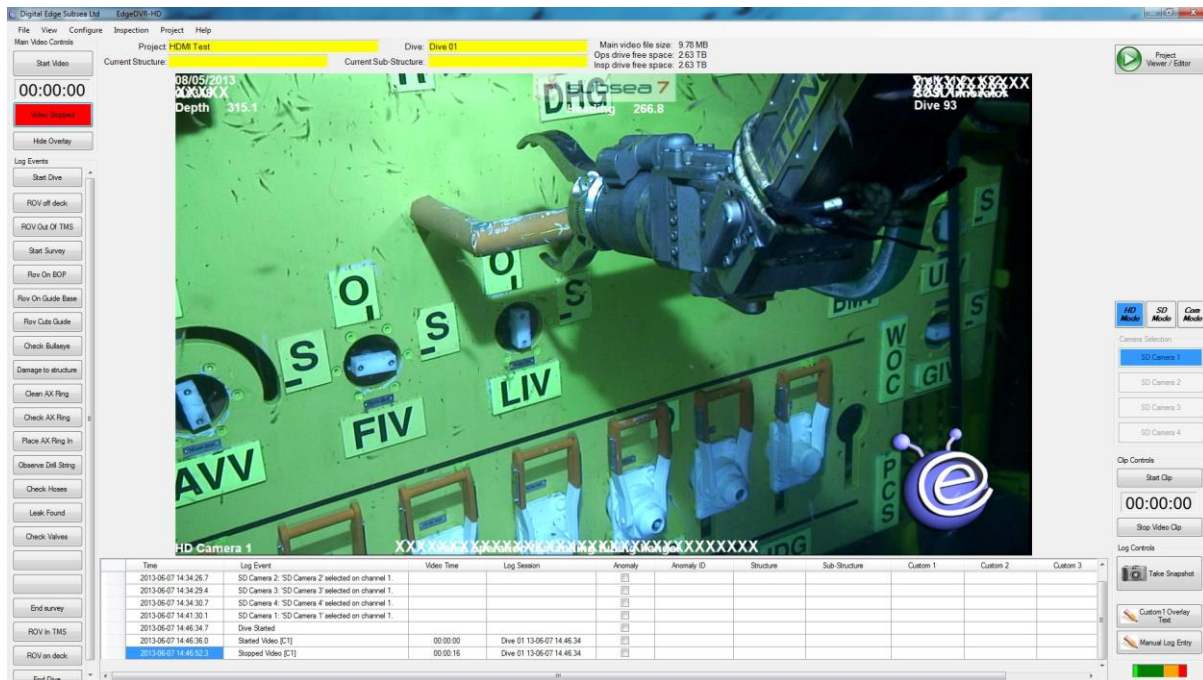 Digital Edge Subsea Ltd EdgeDVR-HD
File View Configure Inspection Project Help
Main Video Controls
Start Video
00:00:00
Video Stopped
Hide Overlay
Log Events
Start Dive
ROV off deck
ROV Out Of TMS
Start Survey
Rov On BOP
Rov On Guide Base
Rov Cuts Guide
Check Bullseye
Damage to structure
Clean AX Ring
Check AX Ring
Place AX Ring In
Observe Drill String
Check Hoses
Leak Found
Check Valves
End survey
ROV In TMS
ROV on deck
End Dive
Project HDMI Test
Dive: Dive 01
Current Structure:
Current Sub-Structure:
Main video file size: 9.78 MB
Ops drive free space: 2.63 TB
Insp drive free space: 2.63 TB
08/05/2013
Depth 315.1
subsea 7
266.8
Dive 93
DHG
O
S
O
S
S
O
S
S
LIV
FIV
AVV
WOC
GIV
PCS
HD Camera 1
e
Project
Viewer / Editor
HD Mode
SD Mode
Com Mode
Camera Selection:
SD Camera 1
SD Camera 2
SD Camera 3
SD Camera 4
Clip Controls
Start Clip
00:00:00
Stop Video Clip
Log Controls
Take Snapshot
Custom1 Overlay
Text
Manual Log Entry
Time Log Event Video Time Log Session Anomaly Anomaly ID Structure Sub-Structure Custom 1 Custom 2 Custom 3
2013-06-07 14:34:26.7 SD Camera 2: 'SD Camera 2' selected on channel 1.
2013-06-07 14:34:29.4 SD Camera 3: 'SD Camera 3' selected on channel 1.
2013-06-07 14:34:30.7 SD Camera 4: 'SD Camera 4' selected on channel 1.
2013-06-07 14:41:30.1 SD Camera 1: 'SD Camera 1' selected on channel 1.
2013-06-07 14:46:34.7 Dive Started
2013-06-07 14:46:36.0 Started Video [C1] 00:00:00 Dive 01 13-06-07 14.46.34
2013-06-07 14:46:52.3 Stopped Video [C1] 00:00:16 Dive 01 13-06-07 14.46.34